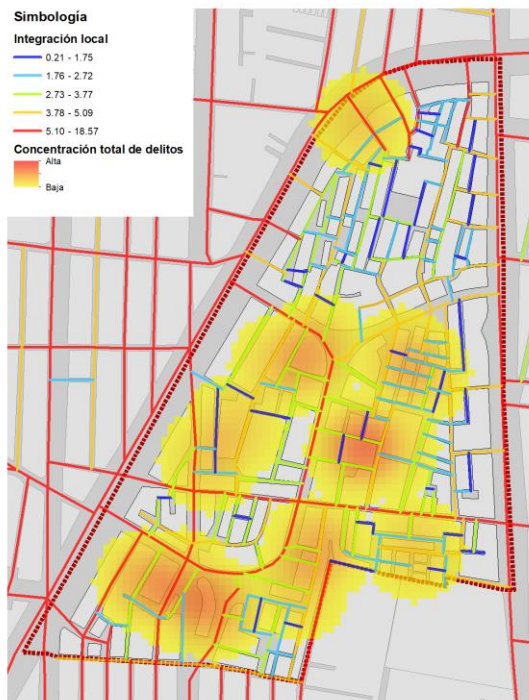 Simbología
Integración local
0.21 - 1.75
1.76 - 2.72
2.73 - 3.77
3.78 - 5.09
5.10 - 18.57
Concentración total de delitos
Alta
Baja